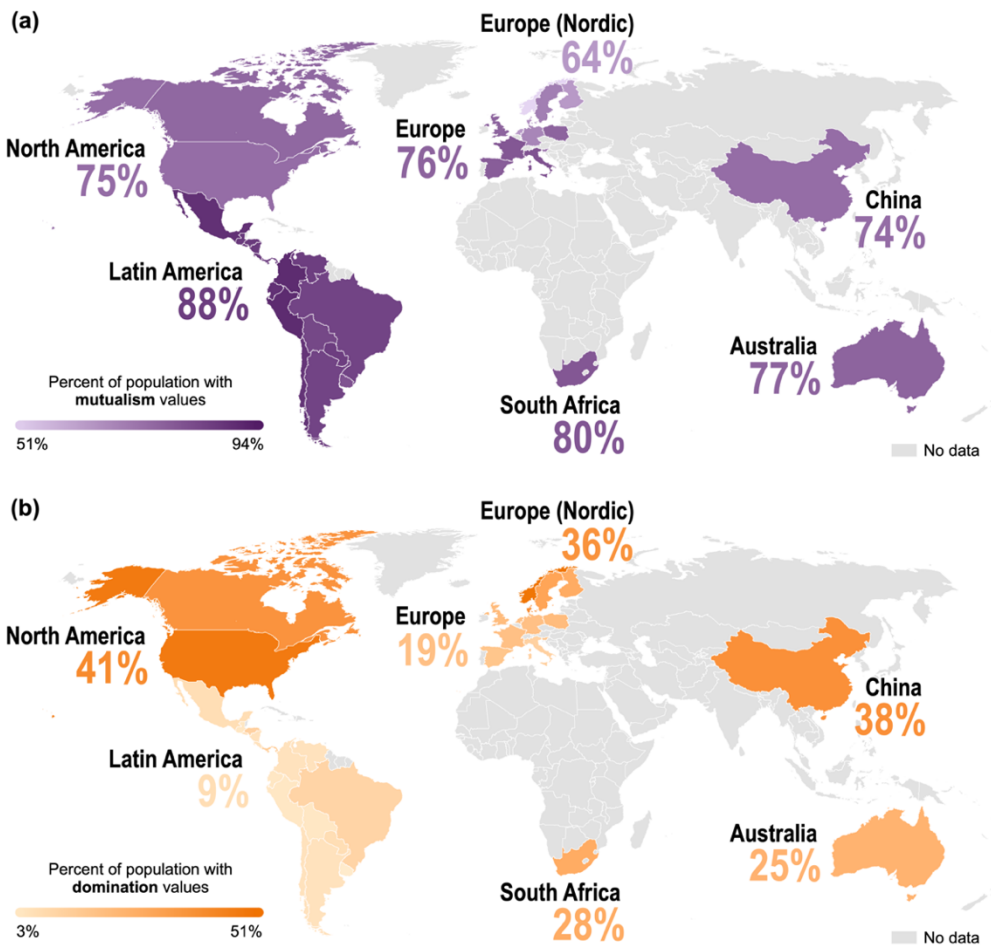 (a)
Europe (Nordic)
64%
Europe
76%
North America
75%
China
74%
Latin America
88%
Australia
77%
South Africa
80%
Percent of population with
mutualism values
51%
94%
No data
(b)
Europe (Nordic)
36%
Europe
19%
North America
41%
China
38%
Latin America
9%
Australia
25%
South Africa
28%
Percent of population with
domination values
3%
51%
No data